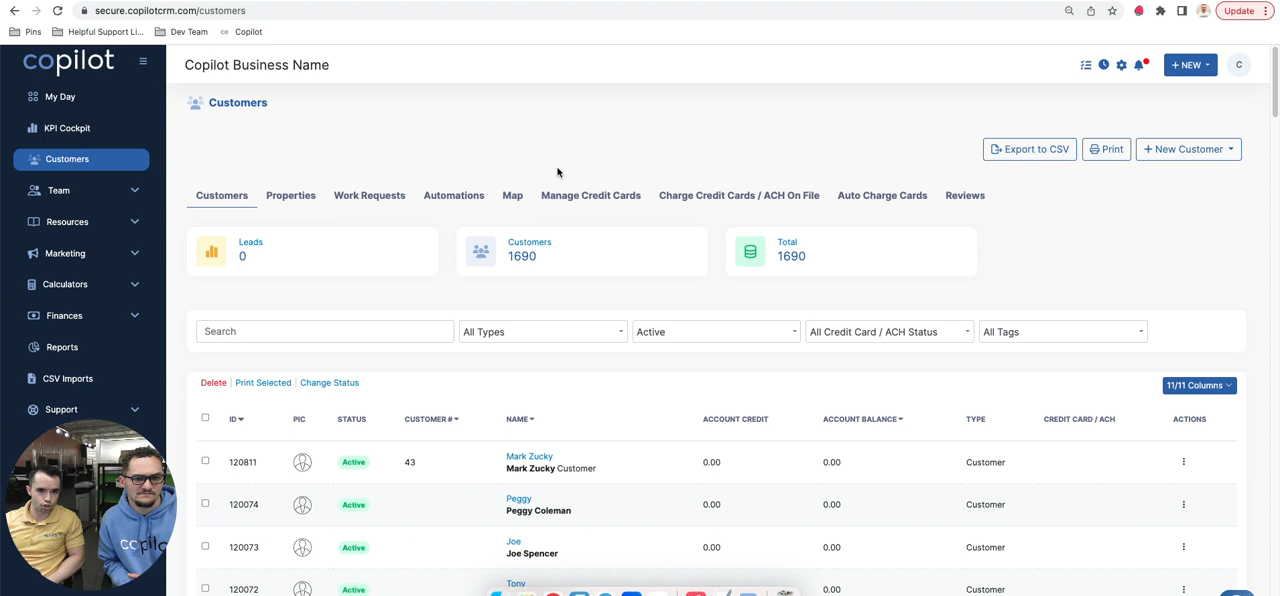 secure.copilotcrm.com/customers
Update
Pins
Helpful Support Li...
Dev Team
co
Copilot
copilot
Copilot Business Name
+ NEW
C
My Day
KPI Cockpit
Customers
Team
Resources
Marketing
Calculators
Finances
Reports
CSV Imports
Support
Customers
Export to CSV
Print
+ New Customer
Customers
Properties
Work Requests
Automations
Map
Manage Credit Cards
Charge Credit Cards / ACH On File
Auto Charge Cards
Reviews
Leads
0
Customers
1690
Total
1690
Search
All Types
Active
All Credit Card / ACH Status
All Tags
Delete | Print Selected | Change Status
11/11 Columns
ID PIC STATUS CUSTOMER # NAME ACCOUNT CREDIT ACCOUNT BALANCE TYPE CREDIT CARD / ACH ACTIONS
120811 Active 43 Mark Zucky 0.00 0.00 Customer
Mark Zucky Customer
120074 Active Peggy 0.00 0.00 Customer
Peggy Coleman
120073 Active Joe 0.00 0.00 Customer
Joe Spencer
120072 Active Tony 0.00 0.00 Customer